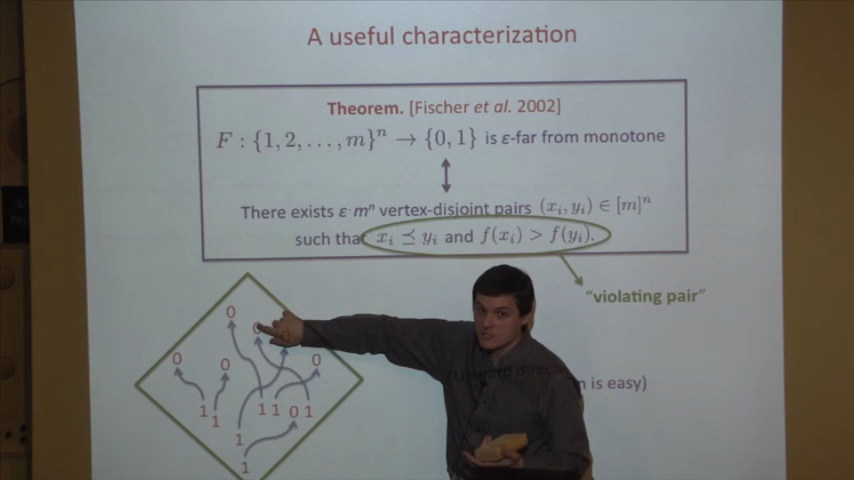 A useful characterization
Theorem. [Fischer et al. 2002]
F : {1, 2, . . . , m}ⁿ → {0, 1} is ε-far from monotone
There exists ε·mⁿ vertex-disjoint pairs (xᵢ, yᵢ) ∈ [m]ⁿ
such that xᵢ ⪯ yᵢ and f(xᵢ) > f(yᵢ).
"violating pair"
0
0
0 0 0
is easy)
1 1 1 1 0 1
1
1